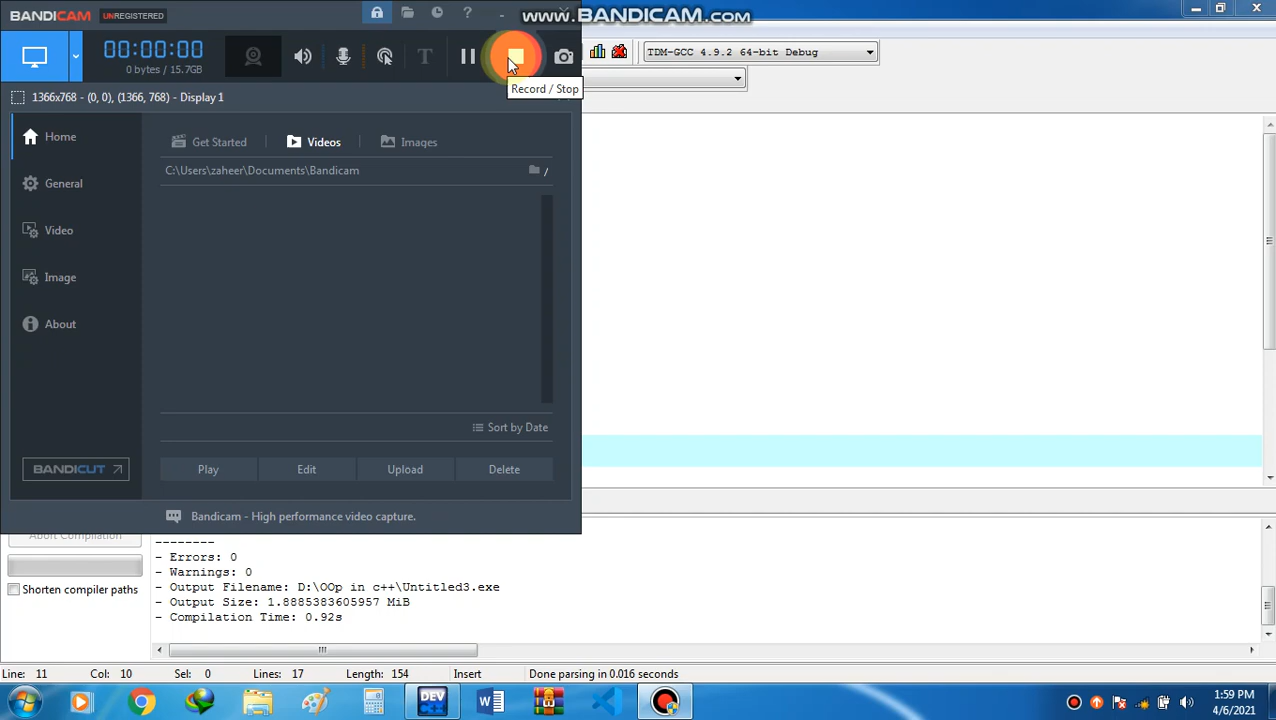 BANDICAM UNREGISTERED
?
www.BANDICAM.com
00:00:00
0 bytes / 15.7GB
T
TDM-GCC 4.9.2 64-bit Debug
Record / Stop
1366x768 - (0, 0), (1366, 768) - Display 1
Home
Get Started
Videos
Images
C:\Users\zaheer\Documents\Bandicam
/
General
Video
Image
About
Sort by Date
BANDICUT
Play
Edit
Upload
Delete
Bandicam - High performance video capture.
Abort Compilation
--------
- Errors: 0
- Warnings: 0
- Output Filename: D:\OOp in c++\Untitled3.exe
- Output Size: 1.8885383605957 MiB
- Compilation Time: 0.92s
Shorten compiler paths
Line: 11 Col: 10 Sel: 0 Lines: 17 Length: 154 Insert Done parsing in 0.016 seconds
DEV
W
1:59 PM
4/6/2021